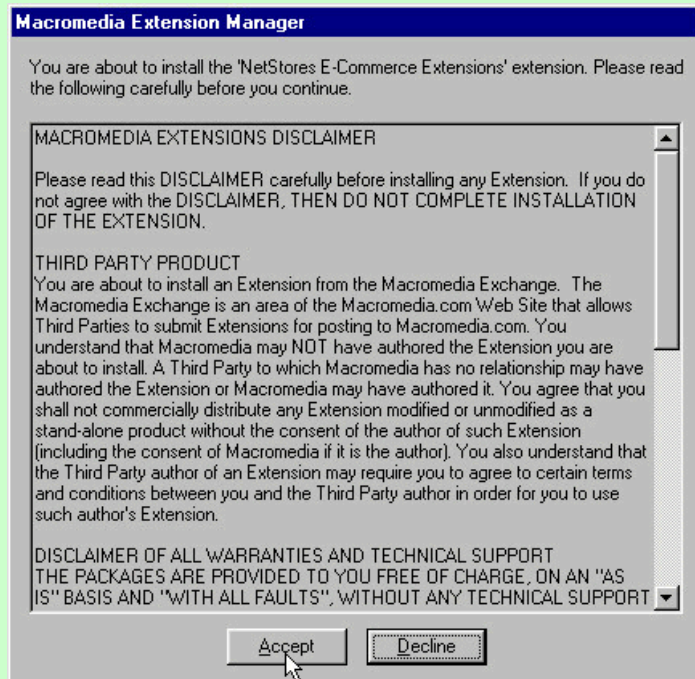 Macromedia Extension Manager
You are about to install the 'NetStores E-Commerce Extensions' extension. Please read
the following carefully before you continue.
MACROMEDIA EXTENSIONS DISCLAIMER
Please read this DISCLAIMER carefully before installing any Extension. If you do
not agree with the DISCLAIMER, THEN DO NOT COMPLETE INSTALLATION
OF THE EXTENSION.
THIRD PARTY PRODUCT
You are about to install an Extension from the Macromedia Exchange. The
Macromedia Exchange is an area of the Macromedia.com Web Site that allows
Third Parties to submit Extensions for posting to Macromedia.com. You
understand that Macromedia may NOT have authored the Extension you are
about to install. A Third Party to which Macromedia has no relationship may have
authored the Extension or Macromedia may have authored it. You agree that you
shall not commercially distribute any Extension modified or unmodified as a
stand-alone product without the consent of the author of such Extension
(including the consent of Macromedia if it is the author). You also understand that
the Third Party author of an Extension may require you to agree to certain terms
and conditions between you and the Third Party author in order for you to use
such author's Extension.
DISCLAIMER OF ALL WARRANTIES AND TECHNICAL SUPPORT
THE PACKAGES ARE PROVIDED TO YOU FREE OF CHARGE, ON AN "AS
IS" BASIS AND "WITH ALL FAULTS", WITHOUT ANY TECHNICAL SUPPORT
Accept Decline